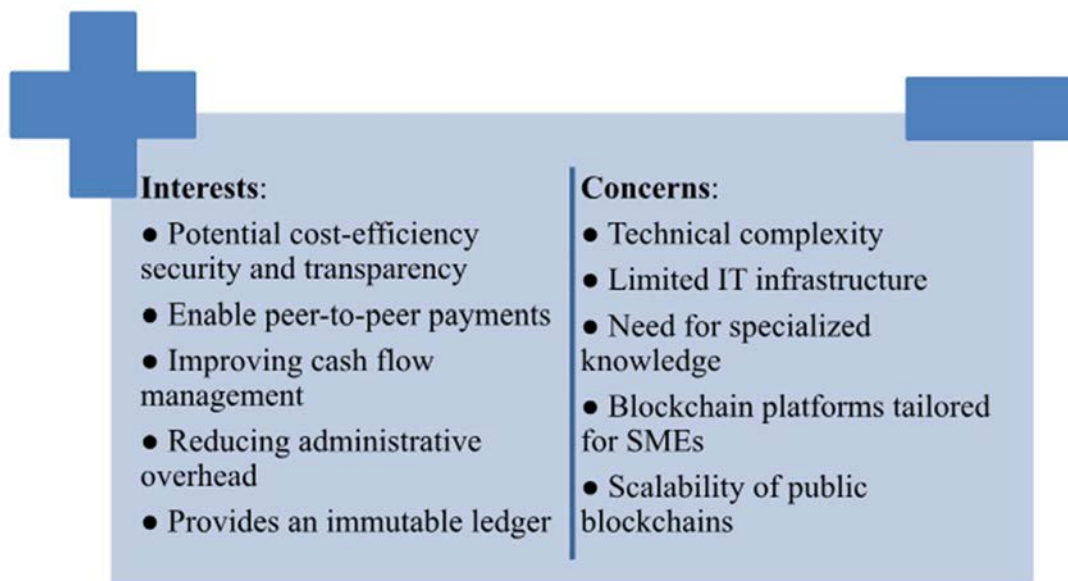 Interests:
● Potential cost-efficiency
security and transparency
● Enable peer-to-peer payments
● Improving cash flow
management
● Reducing administrative
overhead
● Provides an immutable ledger
Concerns:
● Technical complexity
● Limited IT infrastructure
● Need for specialized
knowledge
● Blockchain platforms tailored
for SMEs
● Scalability of public
blockchains